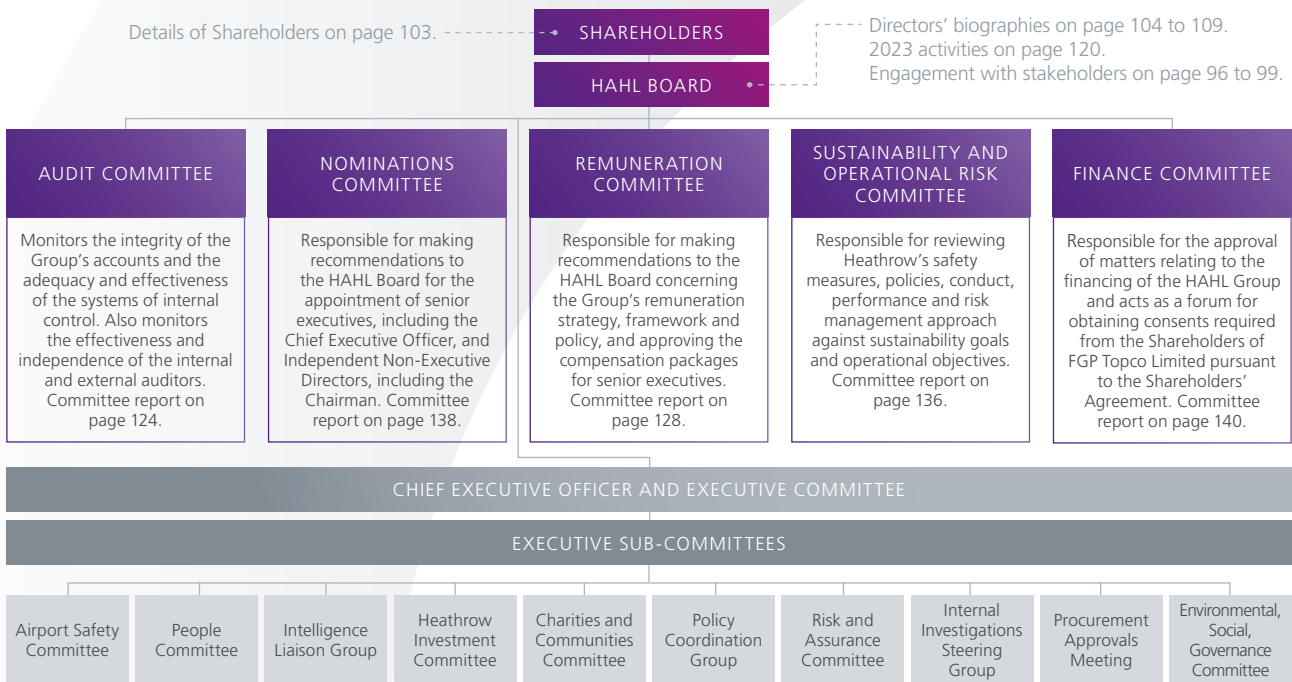 Details of Shareholders on page 103.
SHAREHOLDERS
Directors’ biographies on page 104 to 109.
2023 activities on page 120.
Engagement with stakeholders on page 96 to 99.
HAHL BOARD
AUDIT COMMITTEE
Monitors the integrity of the
Group’s accounts and the
adequacy and effectiveness
of the systems of internal
control. Also monitors
the effectiveness and
independence of the internal
and external auditors.
Committee report on
page 124.
NOMINATIONS
COMMITTEE
Responsible for making
recommendations to
the HAHL Board for the
appointment of senior
executives, including the
Chief Executive Officer, and
Independent Non-Executive
Directors, including the
Chairman. Committee
report on page 138.
REMUNERATION
COMMITTEE
Responsible for making
recommendations to the
HAHL Board concerning
the Group’s remuneration
strategy, framework and
policy, and approving the
compensation packages
for senior executives.
Committee report on
page 128.
SUSTAINABILITY AND
OPERATIONAL RISK
COMMITTEE
Responsible for reviewing
Heathrow’s safety
measures, policies, conduct,
performance and risk
management approach
against sustainability goals
and operational objectives.
Committee report on
page 136.
FINANCE COMMITTEE
Responsible for the approval
of matters relating to the
financing of the HAHL Group
and acts as a forum for
obtaining consents required
from the Shareholders of
FGP Topco Limited pursuant
to the Shareholders’
Agreement. Committee
report on page 140.
CHIEF EXECUTIVE OFFICER AND EXECUTIVE COMMITTEE
EXECUTIVE SUB-COMMITTEES
Airport Safety
Committee
People
Committee
Intelligence
Liaison Group
Heathrow
Investment
Committee
Charities and
Communities
Committee
Policy
Coordination
Group
Risk and
Assurance
Committee
Internal
Investigations
Steering
Group
Procurement
Approvals
Meeting
Environmental,
Social,
Governance
Committee